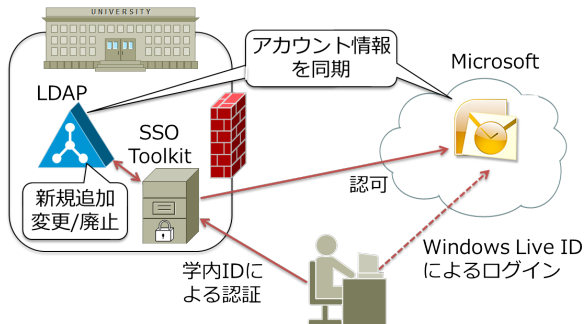 UNIVERSITY
アカウント情報
を同期
Microsoft
LDAP
SSO
Toolkit
新規追加
変更/廃止
認可
学内IDに
よる認証
Windows Live ID
によるログイン